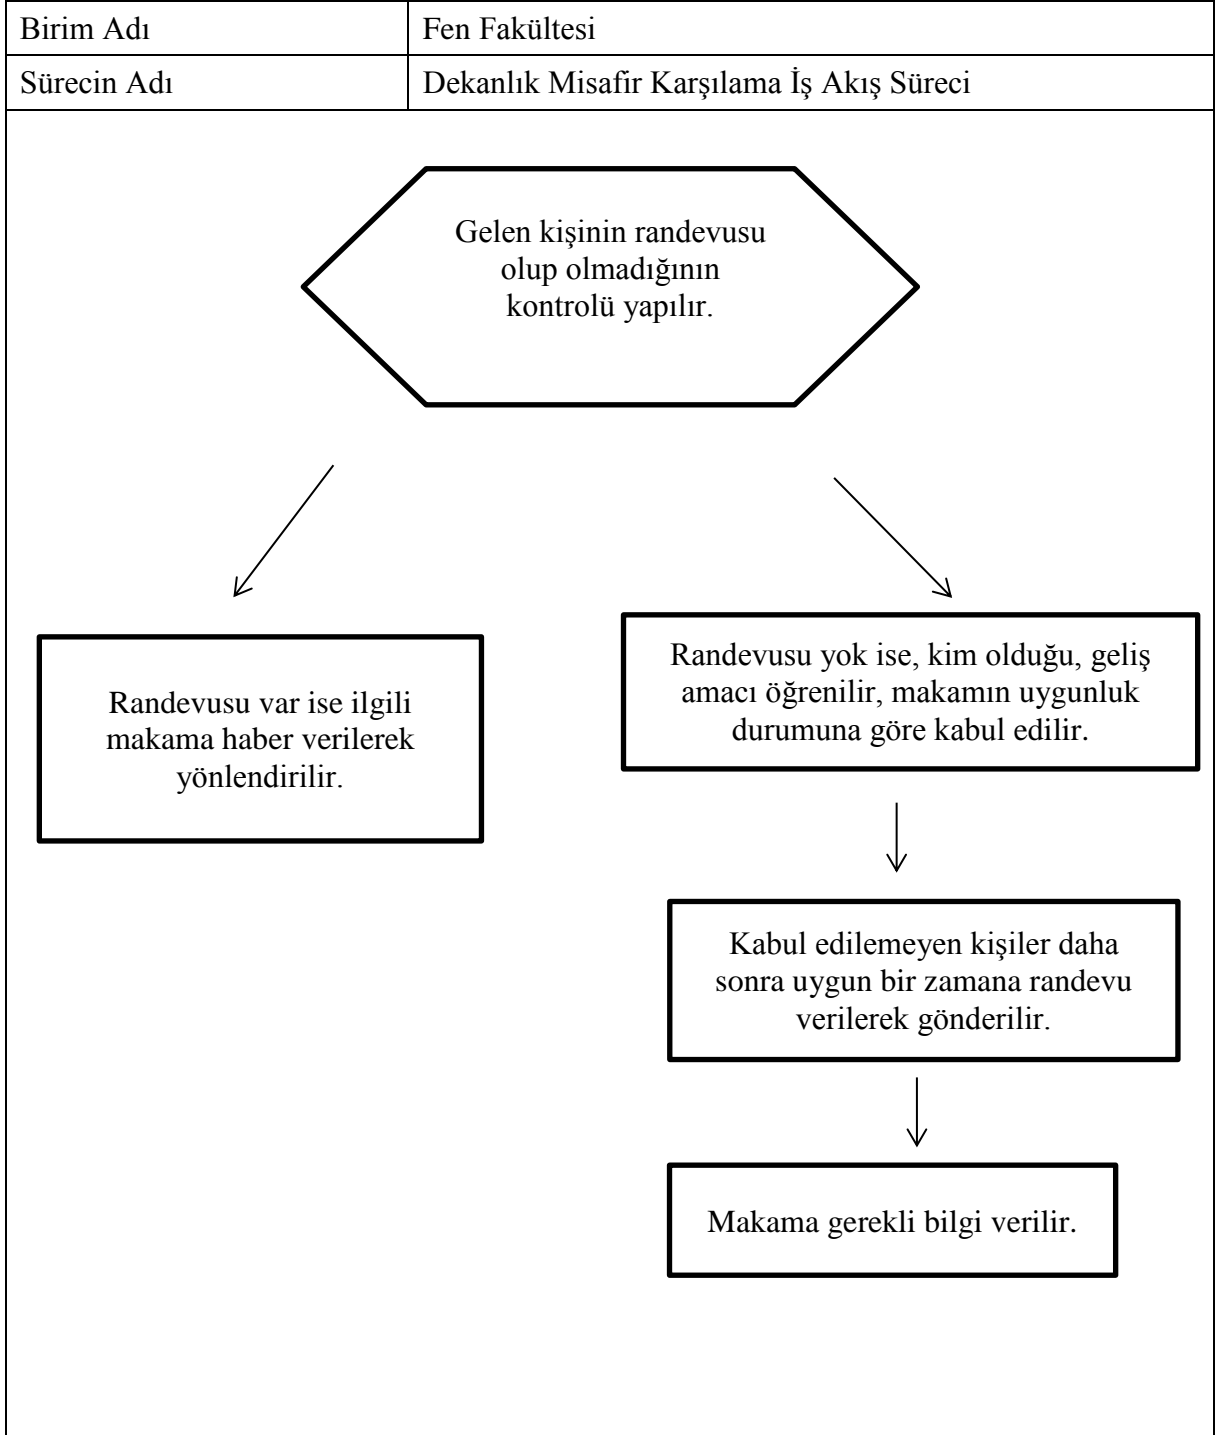 Birim Adı
Fen Fakültesi
Sürecin Adı
Dekanlık Misafir Karşılama İş Akış Süreci
Gelen kişinin randevusu
olup olmadığının
kontrolü yapılır.
Randevusu var ise ilgili
makama haber verilerek
yönlendirilir.
Randevusu yok ise, kim olduğu, geliş
amacı öğrenilir, makamın uygunluk
durumuna göre kabul edilir.
Kabul edilemeyen kişiler daha
sonra uygun bir zamana randevu
verilerek gönderilir.
Makama gerekli bilgi verilir.